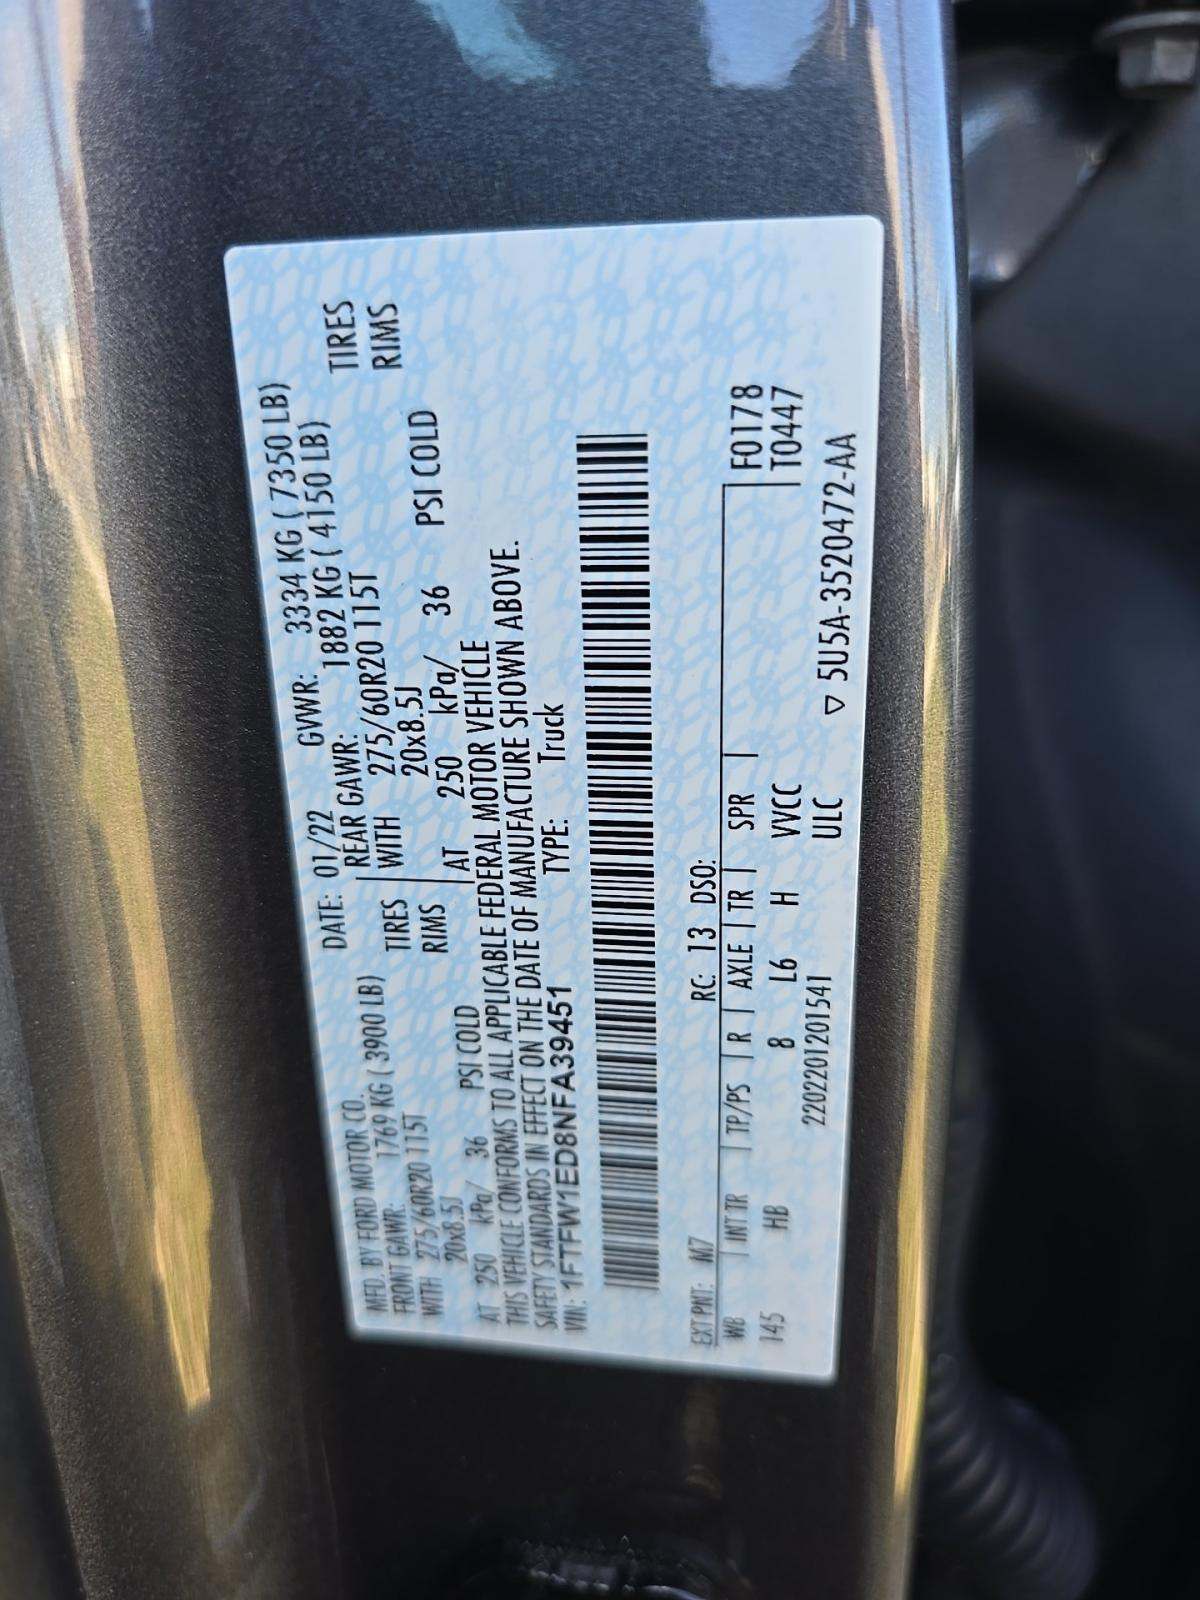 MFD. BY FORD MOTOR CO. DATE: 01/22 GVWR: 3334 KG ( 7350 LB)
FRONT GAWR: 1769 KG ( 3900 LB) REAR GAWR: 1882 KG ( 4150 LB)
WITH 275/60R20 115T TIRES WITH 275/60R20 115T TIRES
20x8.5J RIMS 20x8.5J RIMS
AT 250 kPa/ 36 PSI COLD AT 250 kPa/ 36 PSI COLD
THIS VEHICLE CONFORMS TO ALL APPLICABLE FEDERAL MOTOR VEHICLE
SAFETY STANDARDS IN EFFECT ON THE DATE OF MANUFACTURE SHOWN ABOVE.
VIN: 1FTFW1ED8NFA39451 TYPE: Truck
EXT PNT: M7 RC: 13 DSO:
WB | INT TR | TP/PS | R | AXLE | TR | SPR | F0178
145 HB 8 L6 H VVCC T0447
2202201201541 ULC
▽ 5U5A-3520472-AA